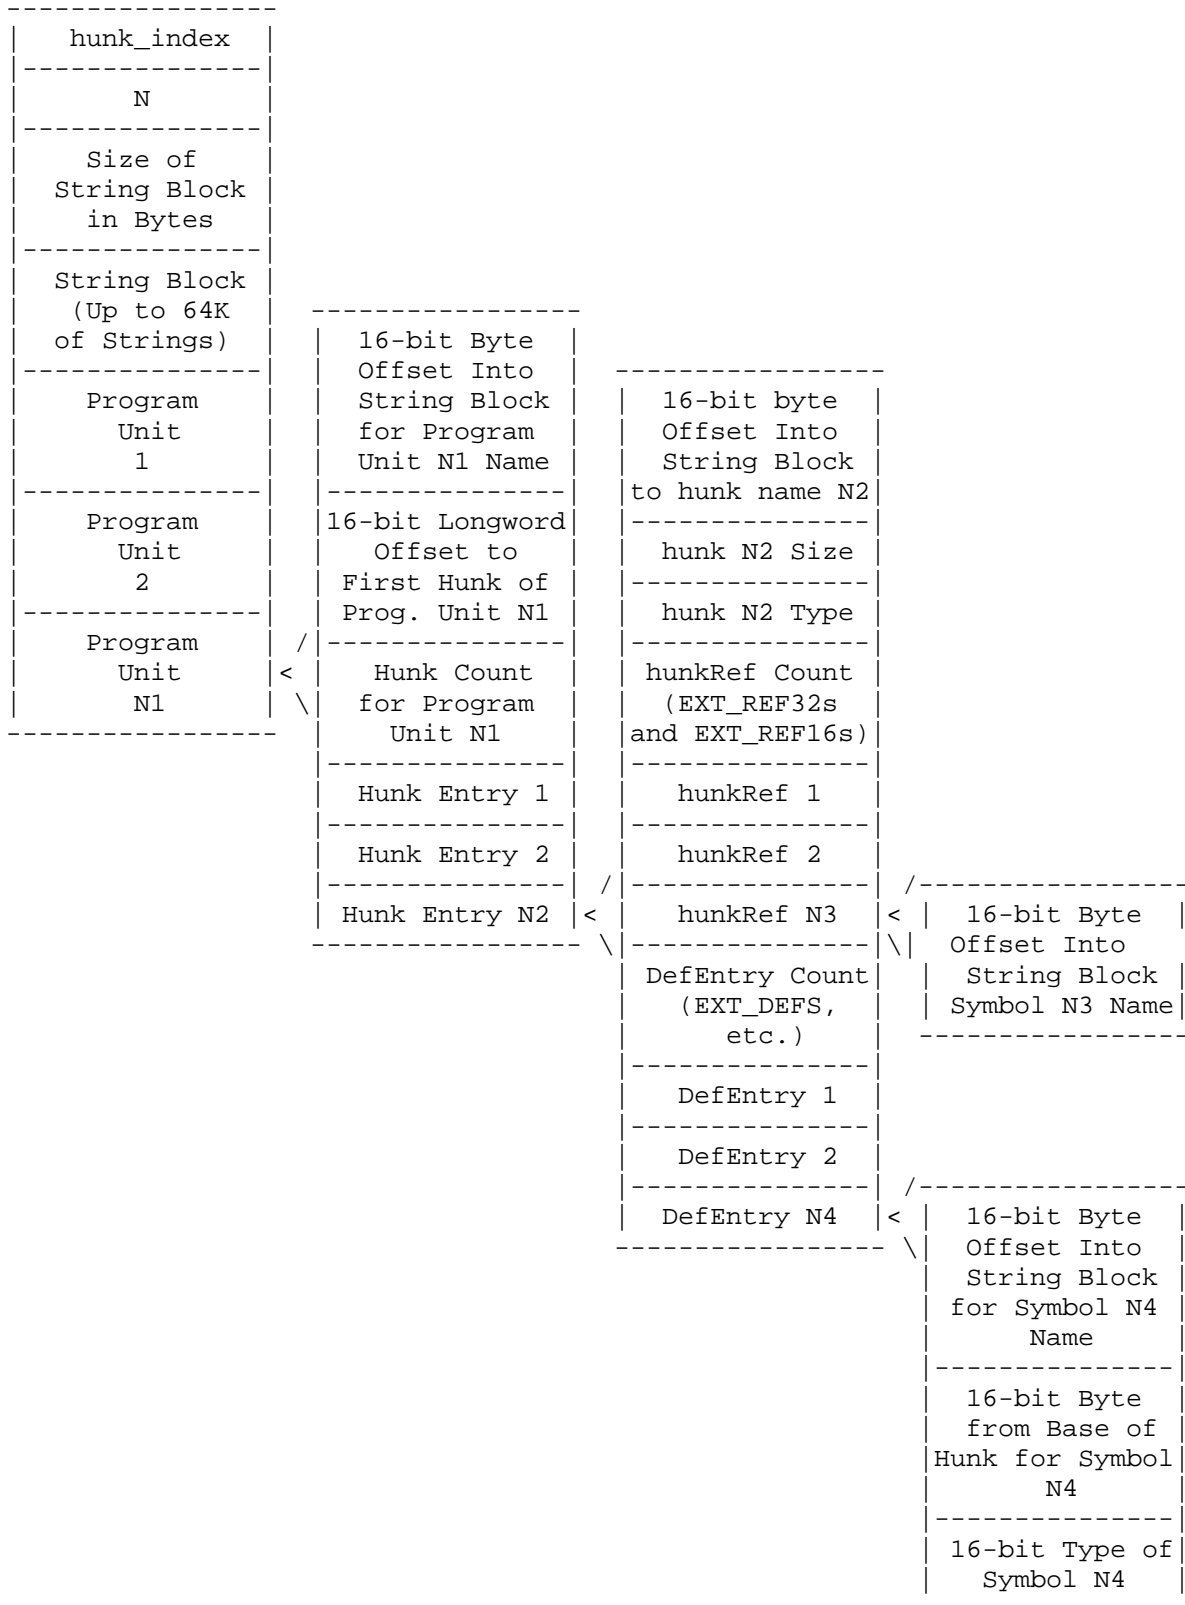 hunk_index
N
Size of
String Block
in Bytes
String Block
(Up to 64K
of Strings)
Program
Unit
1
Program
Unit
2
Program
Unit
N1
16-bit Byte
Offset Into
String Block
for Program
Unit N1 Name
16-bit Longword
Offset to
First Hunk of
Prog. Unit N1
Hunk Count
for Program
Unit N1
Hunk Entry 1
Hunk Entry 2
Hunk Entry N2
16-bit byte
Offset Into
String Block
to hunk name N2
hunk N2 Size
hunk N2 Type
hunkRef Count
(EXT_REF32s
and EXT_REF16s)
hunkRef 1
hunkRef 2
hunkRef N3
DefEntry Count
(EXT_DEFS,
etc.)
DefEntry 1
DefEntry 2
DefEntry N4
16-bit Byte
Offset Into
String Block
Symbol N3 Name
16-bit Byte
Offset Into
String Block
for Symbol N4
Name
16-bit Byte
from Base of
Hunk for Symbol
N4
16-bit Type of
Symbol N4